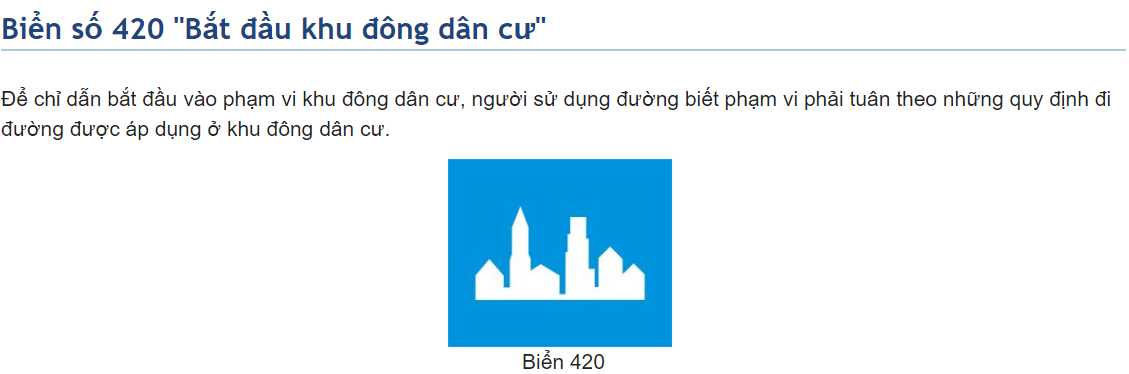 Biển số 420 "Bắt đầu khu đông dân cư"
Để chỉ dẫn bắt đầu vào phạm vi khu đông dân cư, người sử dụng đường biết phạm vi phải tuân theo những quy định đi
đường được áp dụng ở khu đông dân cư.
Biển 420